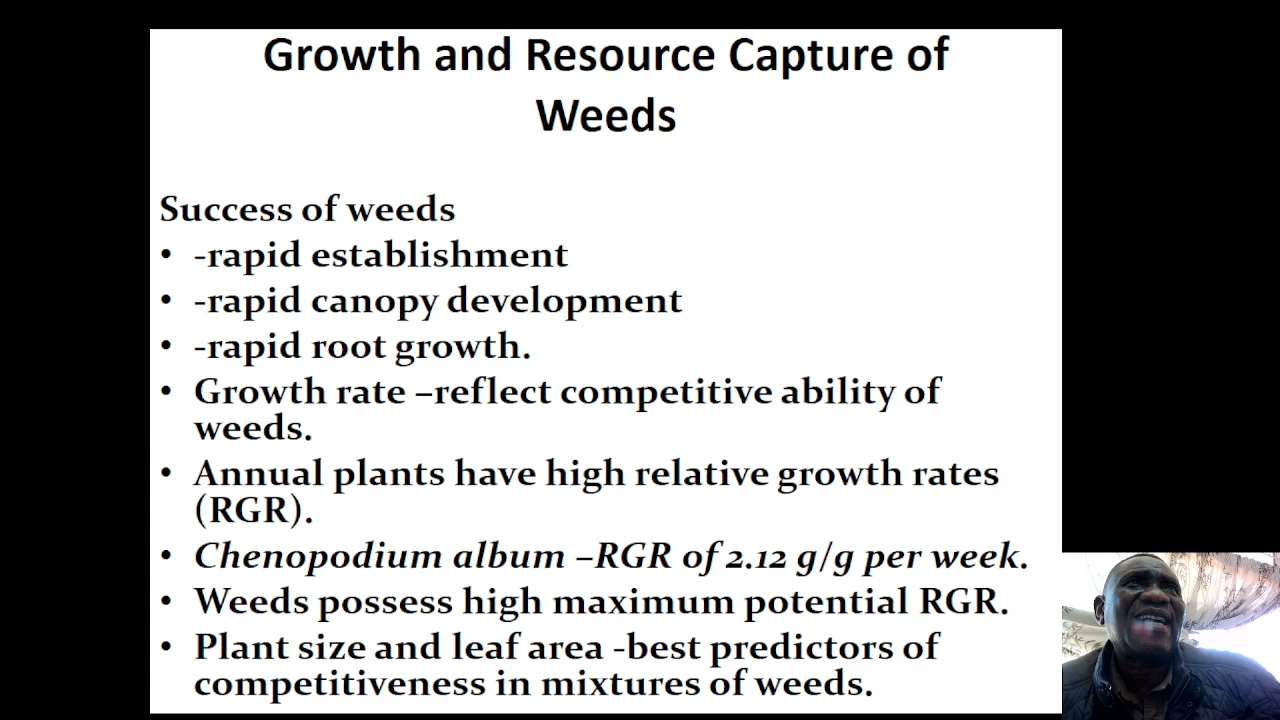 Growth and Resource Capture of
Weeds
Success of weeds
• -rapid establishment
• -rapid canopy development
• -rapid root growth.
• Growth rate –reflect competitive ability of
weeds.
• Annual plants have high relative growth rates
(RGR).
• Chenopodium album –RGR of 2.12 g/g per week.
• Weeds possess high maximum potential RGR.
• Plant size and leaf area -best predictors of
competitiveness in mixtures of weeds.